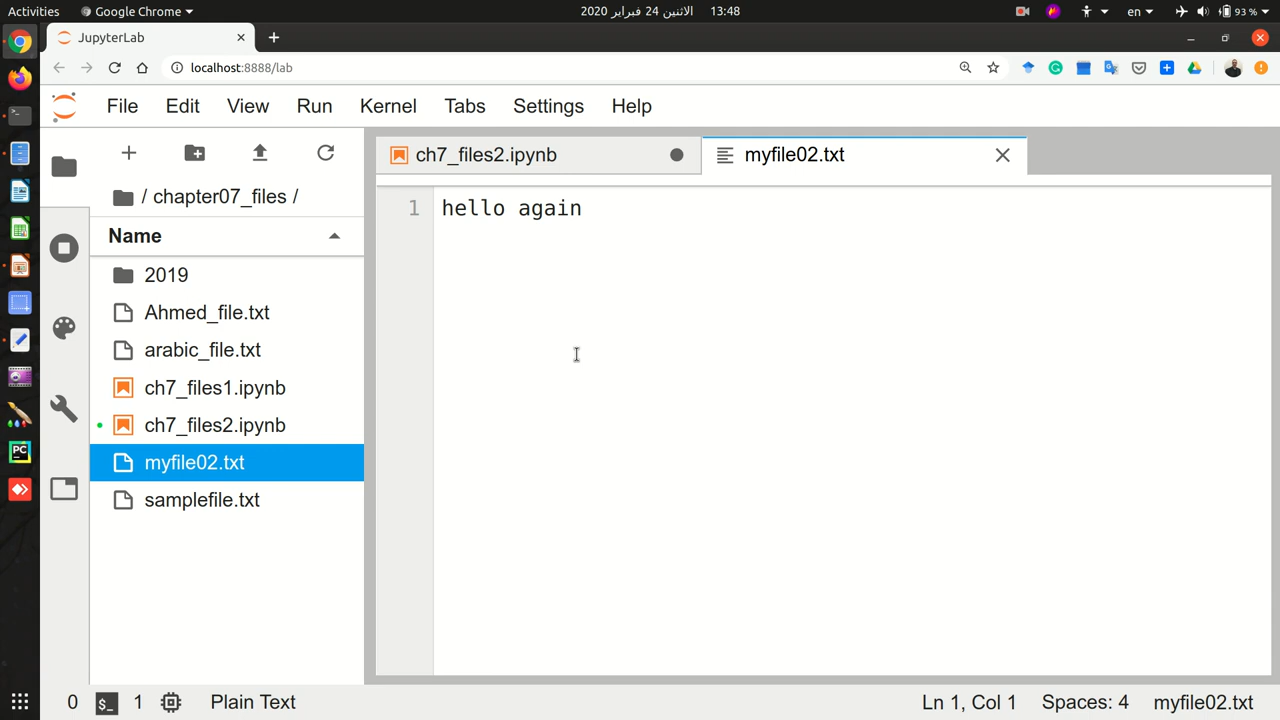 Activities
Google Chrome
الاثنين 24 فبراير 2020 13:48
en
93 %
JupyterLab
localhost:8888/lab
File Edit View Run Kernel Tabs Settings Help
ch7_files2.ipynb
myfile02.txt
/ chapter07_files /
Name
2019
Ahmed_file.txt
arabic_file.txt
ch7_files1.ipynb
ch7_files2.ipynb
myfile02.txt
samplefile.txt
1 hello again
PC
0 $_ 1 Plain Text
Ln 1, Col 1 Spaces: 4 myfile02.txt